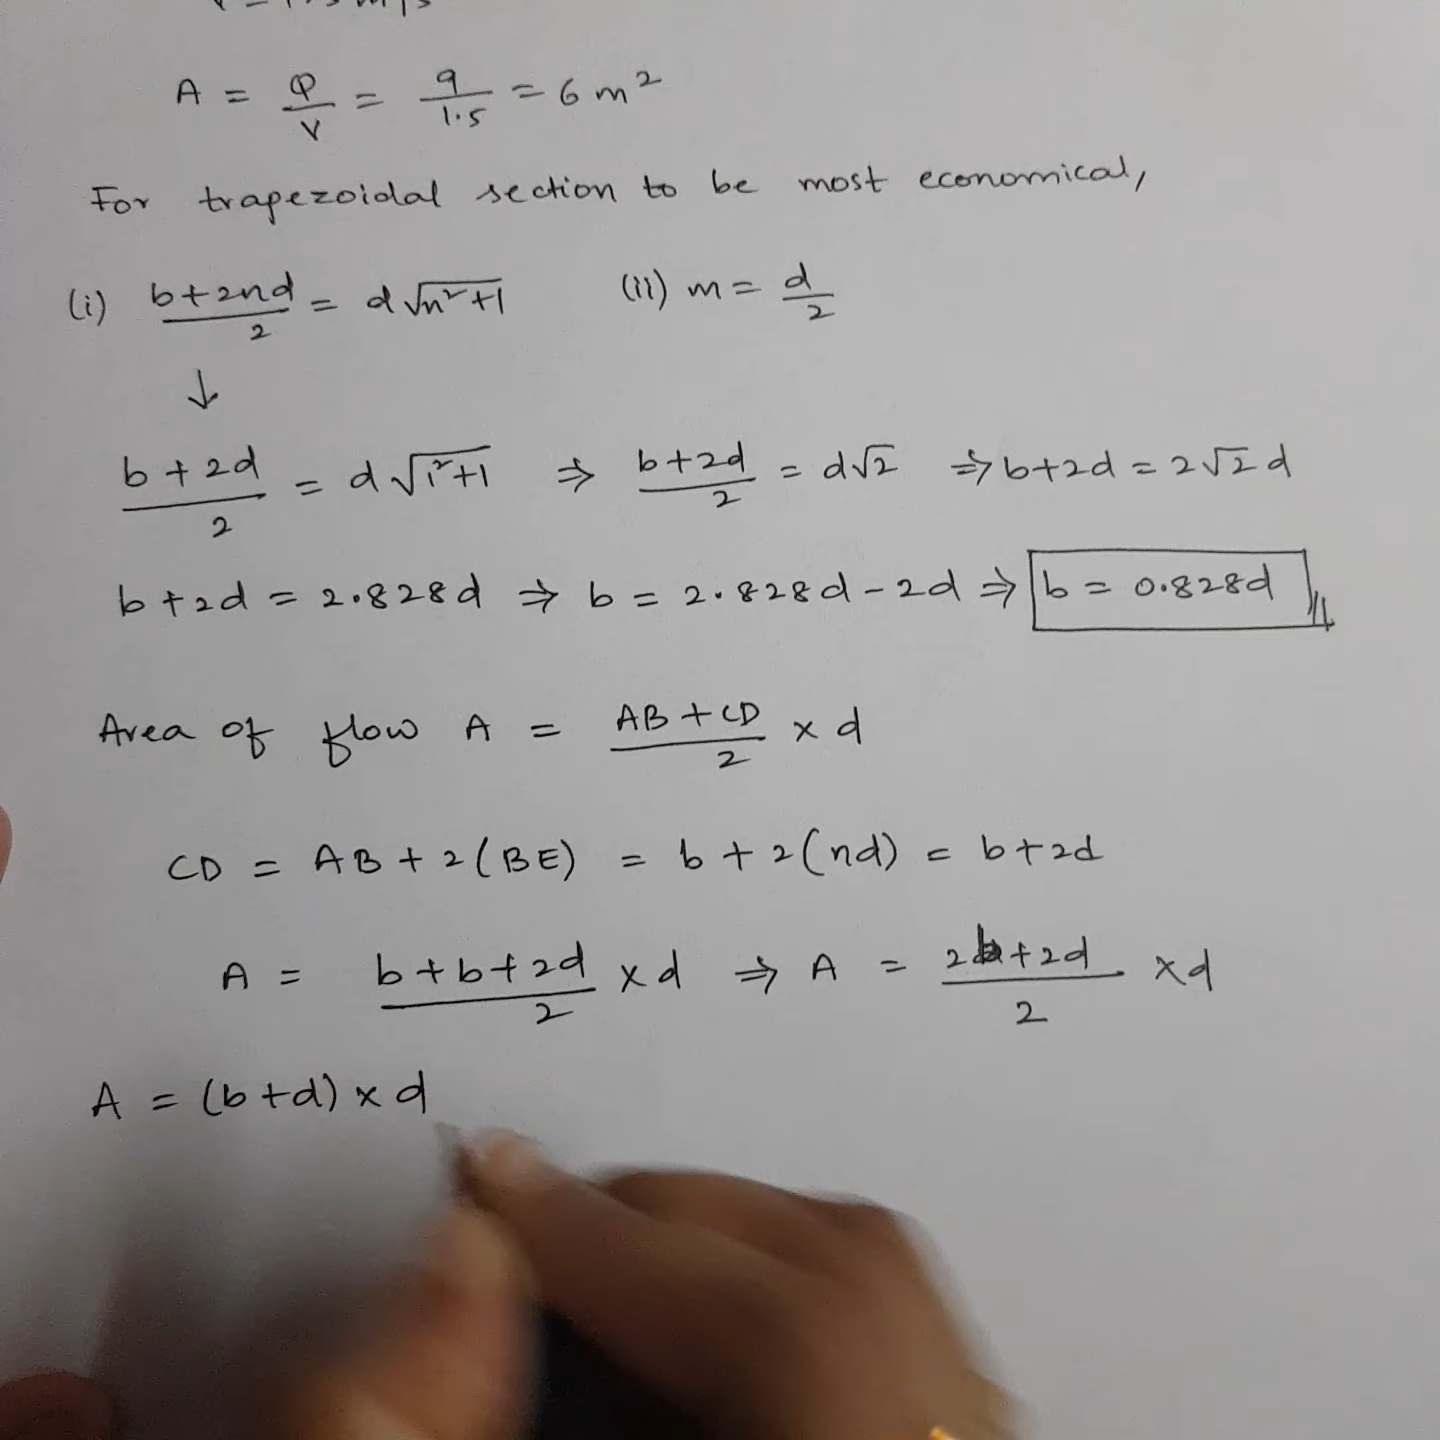 A = Q/V = 9/1.5 = 6 m²
For trapezoidal section to be most economical,
(i) (b+2nd)/2 = d√(n²+1) (ii) m = d/2
↓
(b+2d)/2 = d√(1²+1) ⇒ (b+2d)/2 = d√2 ⇒ b+2d = 2√2 d
b+2d = 2.828d ⇒ b = 2.828d - 2d ⇒ b = 0.828d
Area of flow A = (AB+CD)/2 × d
CD = AB + 2(BE) = b + 2(nd) = b+2d
A = (b+b+2d)/2 × d ⇒ A = (2b+2d)/2 × d
A = (b+d) × d